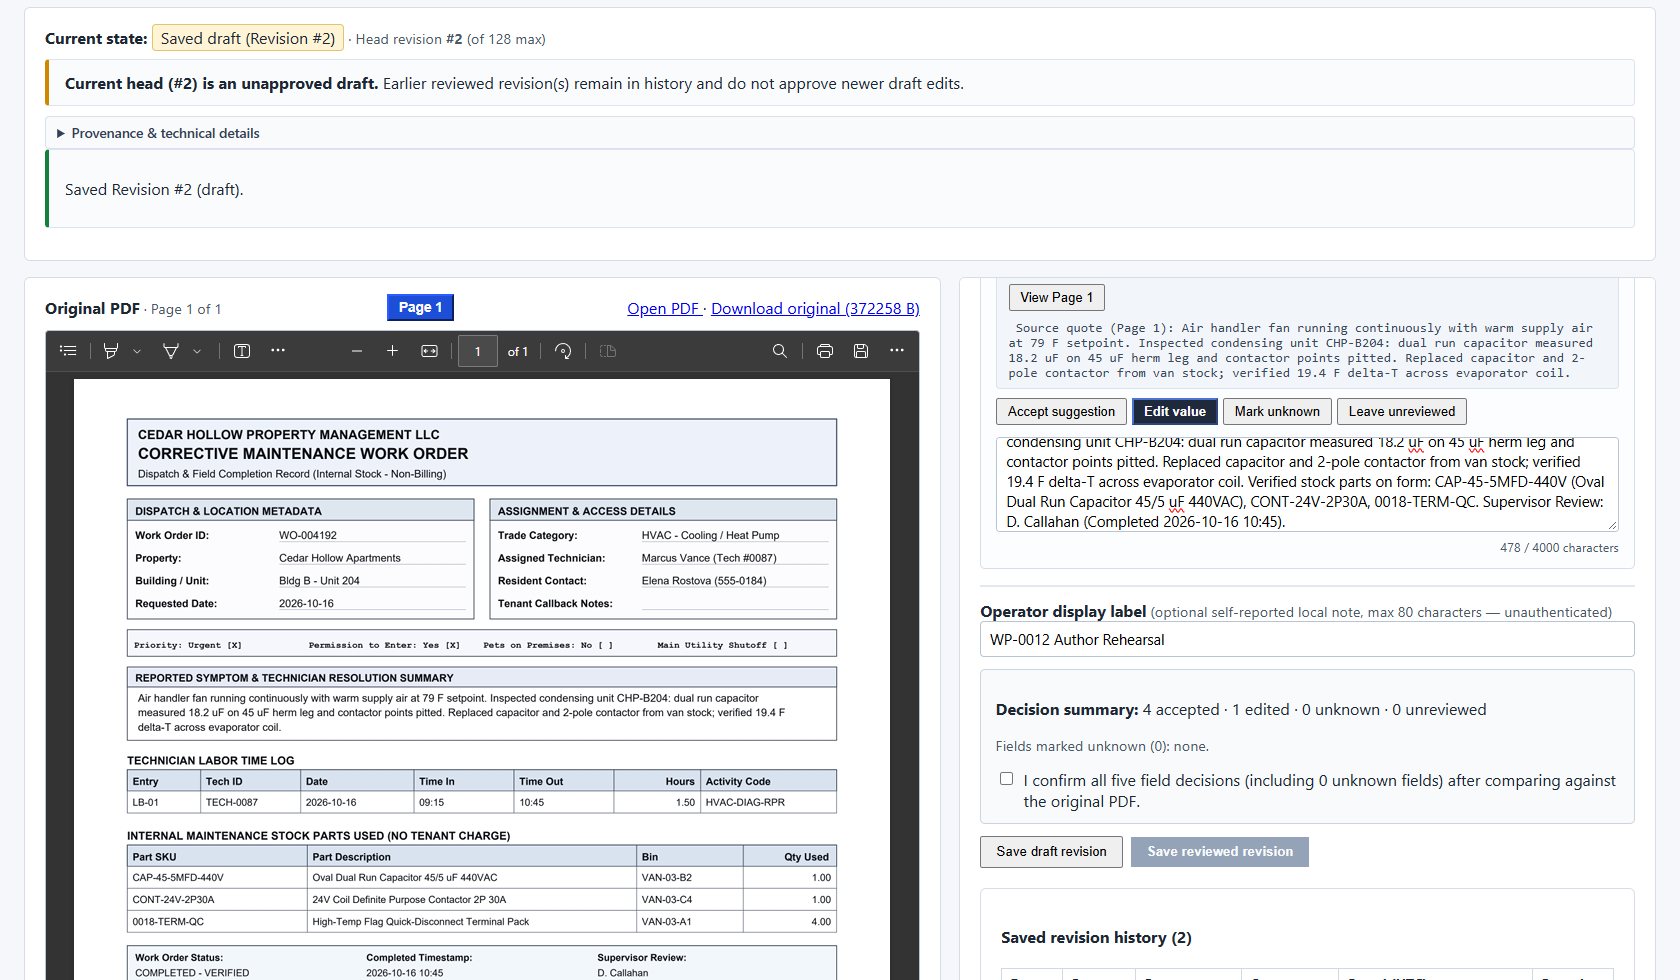 Current state: Saved draft (Revision #2) · Head revision #2 (of 128 max)
Current head (#2) is an unapproved draft. Earlier reviewed revision(s) remain in history and do not approve newer draft edits.
▶ Provenance & technical details
Saved Revision #2 (draft).
Original PDF · Page 1 of 1
Page 1
Open PDF · Download original (372258 B)
1 of 1
CEDAR HOLLOW PROPERTY MANAGEMENT LLC
CORRECTIVE MAINTENANCE WORK ORDER
Dispatch & Field Completion Record (Internal Stock - Non-Billing)
DISPATCH & LOCATION METADATA
Work Order ID: WO-004192
Property: Cedar Hollow Apartments
Building / Unit: Bldg B - Unit 204
Requested Date: 2026-10-16
ASSIGNMENT & ACCESS DETAILS
Trade Category: HVAC - Cooling / Heat Pump
Assigned Technician: Marcus Vance (Tech #0087)
Resident Contact: Elena Rostova (555-0184)
Tenant Callback Notes:
Priority: Urgent [X] Permission to Enter: Yes [X] Pets on Premises: No [ ] Main Utility Shutoff [ ]
REPORTED SYMPTOM & TECHNICIAN RESOLUTION SUMMARY
Air handler fan running continuously with warm supply air at 79 F setpoint. Inspected condensing unit CHP-B204: dual run capacitor
measured 18.2 uF on 45 uF herm leg and contactor points pitted. Replaced capacitor and 2-pole contactor from van stock; verified 19.4 F
delta-T across evaporator coil.
TECHNICIAN LABOR TIME LOG
Entry Tech ID Date Time In Time Out Hours Activity Code
LB-01 TECH-0087 2026-10-16 09:15 10:45 1.50 HVAC-DIAG-RPR
INTERNAL MAINTENANCE STOCK PARTS USED (NO TENANT CHARGE)
Part SKU Part Description Bin Qty Used
CAP-45-5MFD-440V Oval Dual Run Capacitor 45/5 uF 440VAC VAN-03-B2 1.00
CONT-24V-2P30A 24V Coil Definite Purpose Contactor 2P 30A VAN-03-C4 1.00
0018-TERM-QC High-Temp Flag Quick-Disconnect Terminal Pack VAN-03-A1 4.00
Work Order Status: Completed Timestamp: Supervisor Review:
COMPLETED - VERIFIED 2026-10-16 10:45 D. Callahan
View Page 1
Source quote (Page 1): Air handler fan running continuously with warm supply air
at 79 F setpoint. Inspected condensing unit CHP-B204: dual run capacitor measured
18.2 uF on 45 uF herm leg and contactor points pitted. Replaced capacitor and 2-
pole contactor from van stock; verified 19.4 F delta-T across evaporator coil.
Accept suggestion Edit value Mark unknown Leave unreviewed
condensing unit CHP-B204: dual run capacitor measured 18.2 uF on 45 uF herm leg and
contactor points pitted. Replaced capacitor and 2-pole contactor from van stock; verified
19.4 F delta-T across evaporator coil. Verified stock parts on form: CAP-45-5MFD-440V (Oval
Dual Run Capacitor 45/5 uF 440VAC), CONT-24V-2P30A, 0018-TERM-QC. Supervisor Review:
D. Callahan (Completed 2026-10-16 10:45).
478 / 4000 characters
Operator display label (optional self-reported local note, max 80 characters — unauthenticated)
WP-0012 Author Rehearsal
Decision summary: 4 accepted · 1 edited · 0 unknown · 0 unreviewed
Fields marked unknown (0): none.
I confirm all five field decisions (including 0 unknown fields) after comparing against
the original PDF.
Save draft revision Save reviewed revision
Saved revision history (2)